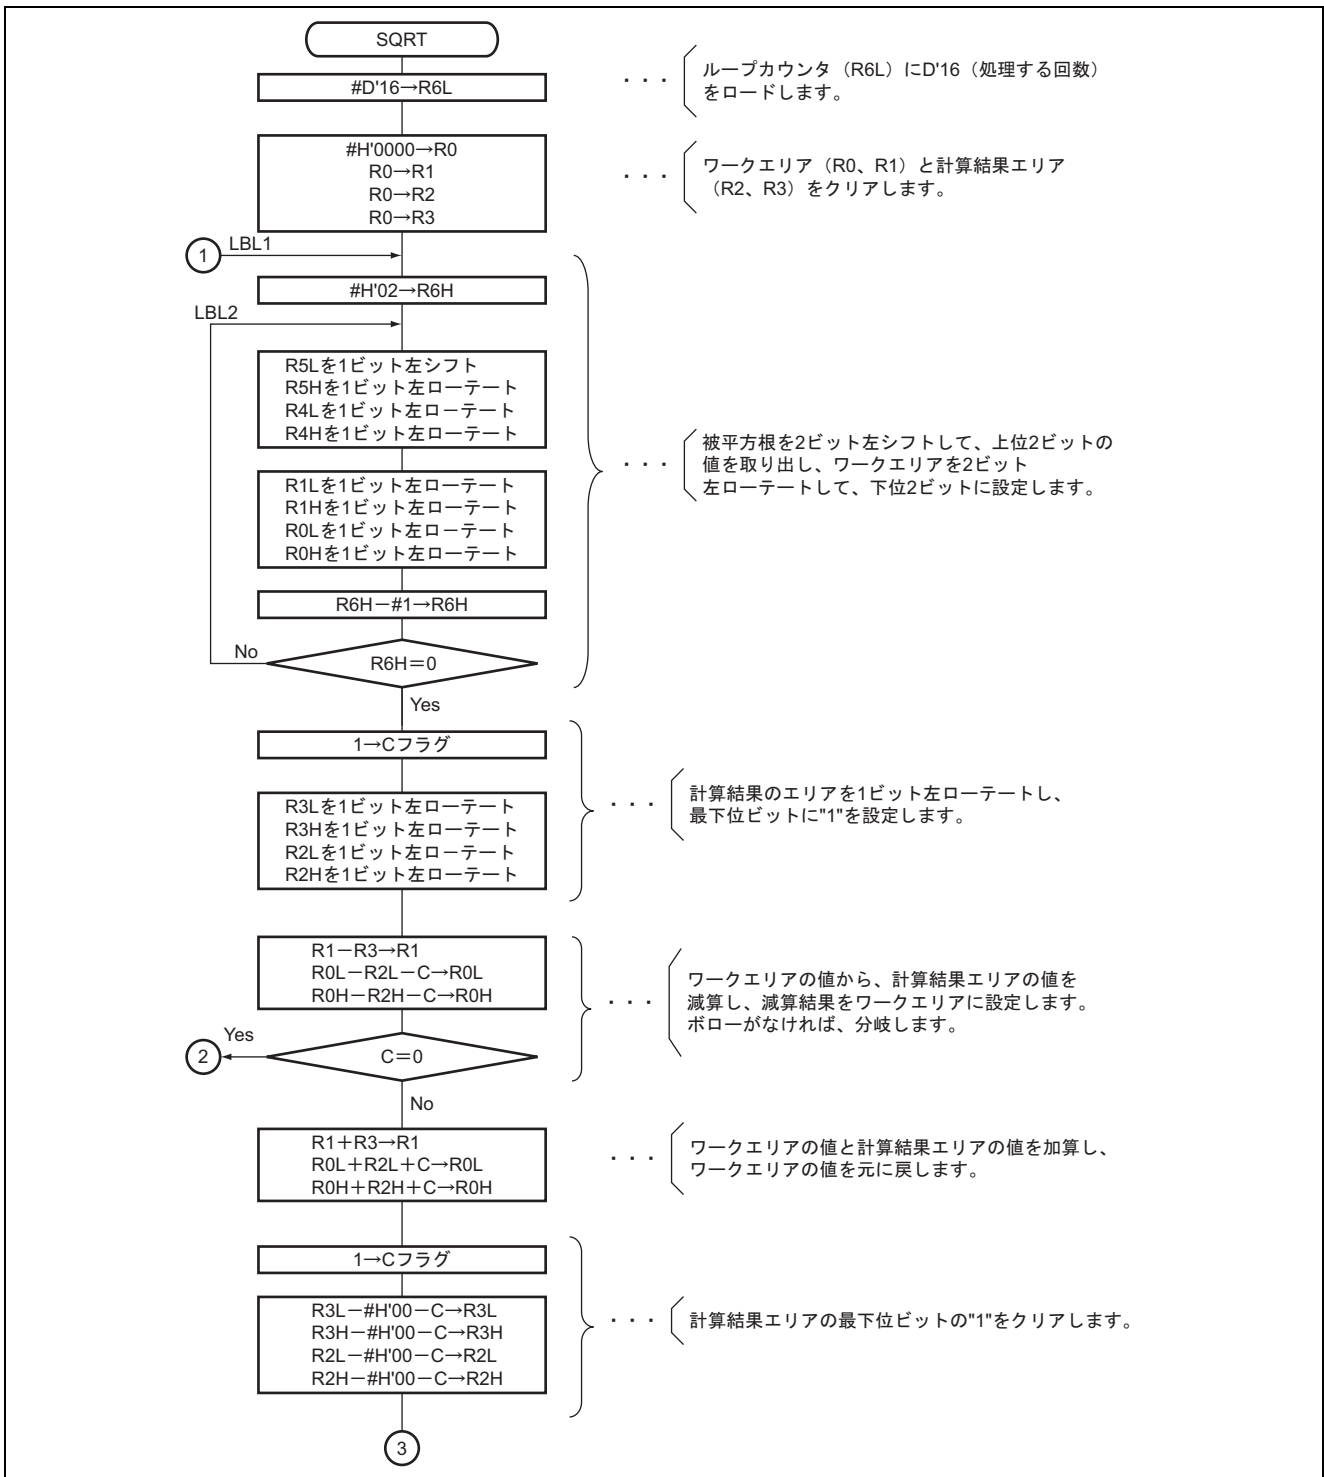 SQRT
#D'16→R6L
・・・
ループカウンタ（R6L）にD'16（処理する回数）
をロードします。
#H'0000→R0
R0→R1
R0→R2
R0→R3
・・・
ワークエリア（R0、R1）と計算結果エリア
（R2、R3）をクリアします。
1
LBL1
#H'02→R6H
LBL2
R5Lを1ビット左シフト
R5Hを1ビット左ローテート
R4Lを1ビット左ローテート
R4Hを1ビット左ローテート
R1Lを1ビット左ローテート
R1Hを1ビット左ローテート
R0Lを1ビット左ローテート
R0Hを1ビット左ローテート
・・・
被平方根を2ビット左シフトして、上位2ビットの
値を取り出し、ワークエリアを2ビット
左ローテートして、下位2ビットに設定します。
R6H－#1→R6H
No
R6H＝0
Yes
1→Cフラグ
R3Lを1ビット左ローテート
R3Hを1ビット左ローテート
R2Lを1ビット左ローテート
R2Hを1ビット左ローテート
・・・
計算結果のエリアを1ビット左ローテートし、
最下位ビットに"1"を設定します。
R1－R3→R1
R0L－R2L－C→R0L
R0H－R2H－C→R0H
・・・
ワークエリアの値から、計算結果エリアの値を
減算し、減算結果をワークエリアに設定します。
ボローがなければ、分岐します。
2
Yes
C＝0
No
R1＋R3→R1
R0L＋R2L＋C→R0L
R0H＋R2H＋C→R0H
・・・
ワークエリアの値と計算結果エリアの値を加算し、
ワークエリアの値を元に戻します。
1→Cフラグ
R3L－#H'00－C→R3L
R3H－#H'00－C→R3H
R2L－#H'00－C→R2L
R2H－#H'00－C→R2H
・・・
計算結果エリアの最下位ビットの"1"をクリアします。
3